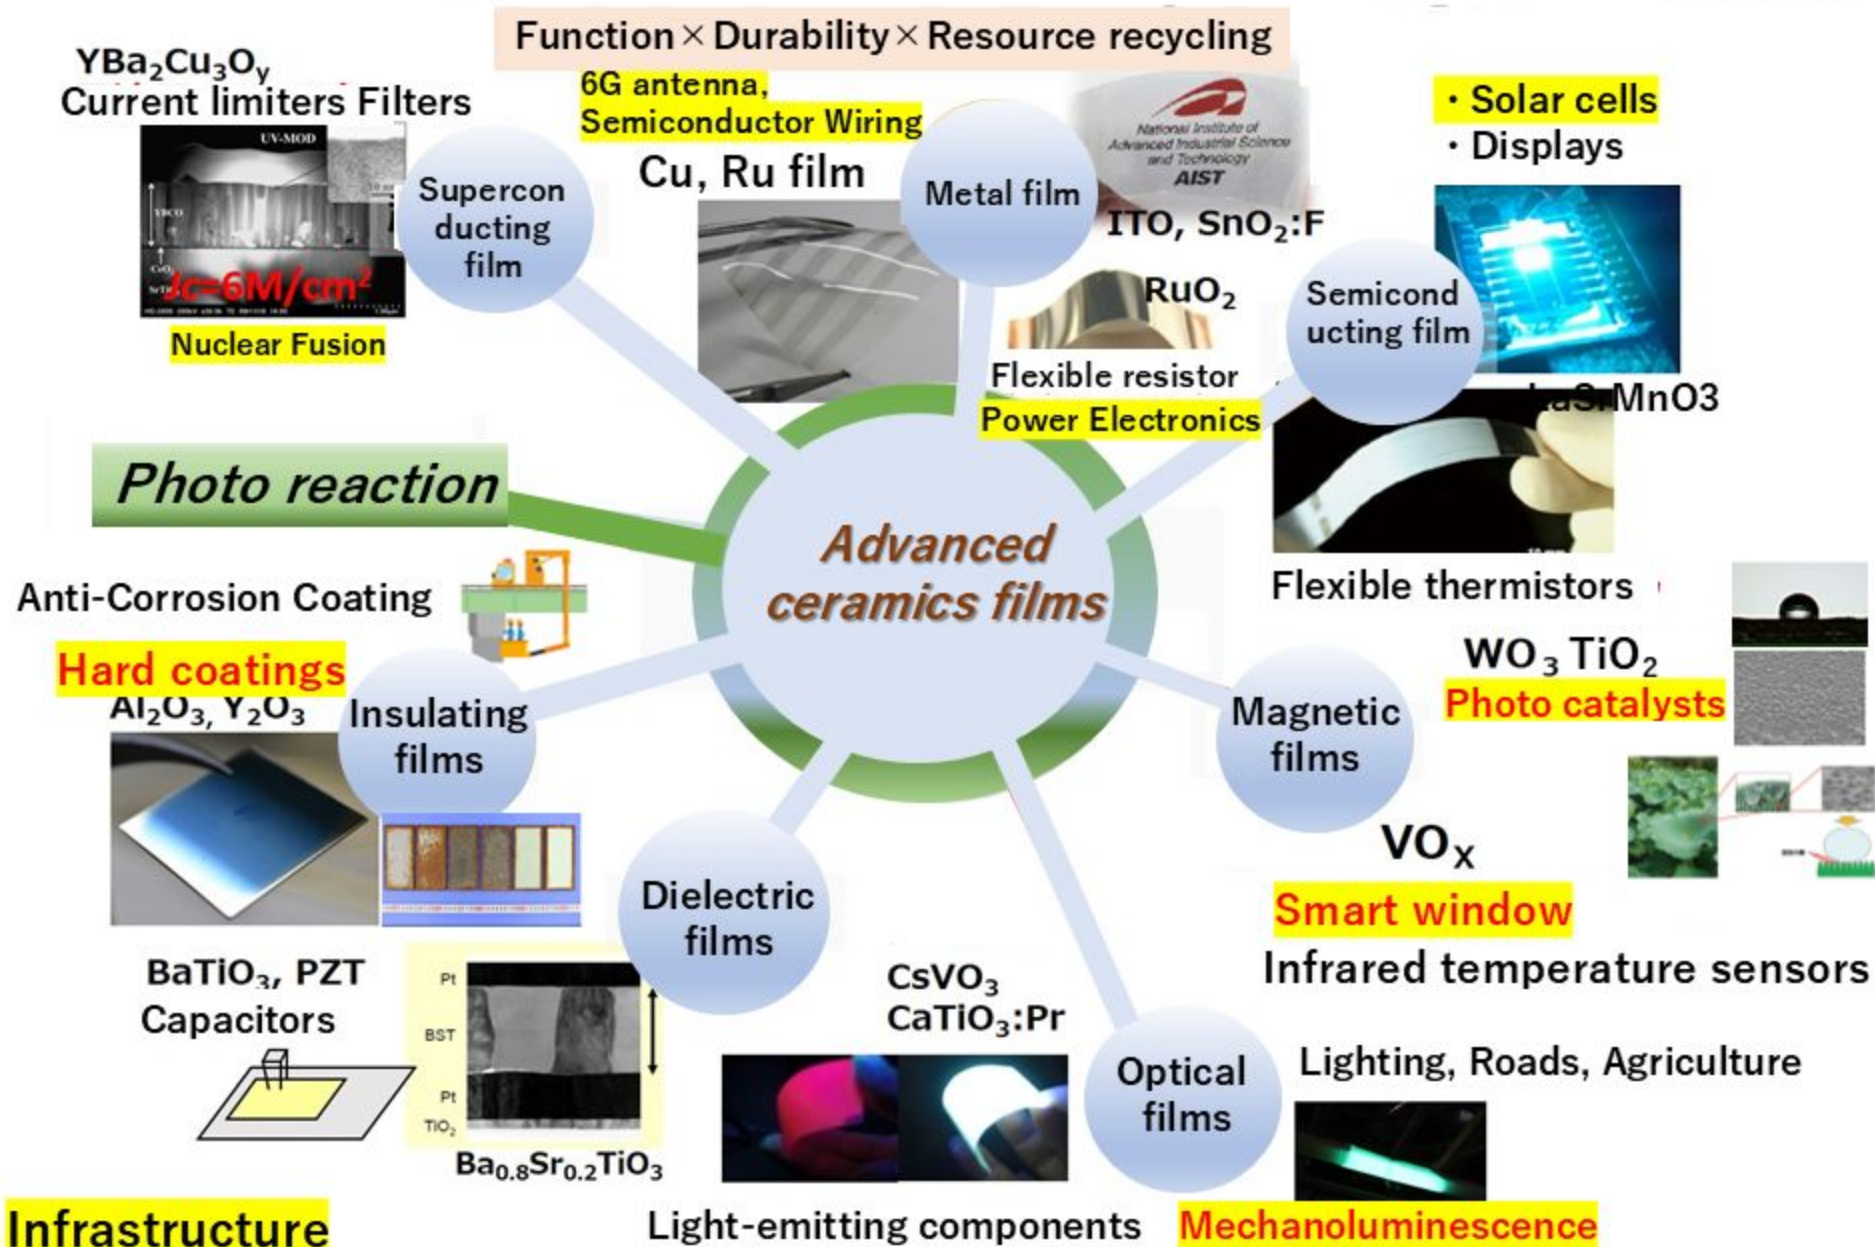 Function×Durability×Resource recycling
YBa₂Cu₃Oᵧ
Current limiters Filters
UV-MOD
YBCO
Jc=6M/cm²
Nuclear Fusion
Supercon
ducting
film
6G antenna,
Semiconductor Wiring
Cu, Ru film
Metal film
National Institute of
Advanced Industrial Science
and Technology
AIST
ITO, SnO₂:F
RuO₂
Flexible resistor
Power Electronics
・Solar cells
・Displays
Semicond
ucting film
LaSrMnO3
Flexible thermistors
Photo reaction
Advanced
ceramics films
Anti-Corrosion Coating
Hard coatings
Al₂O₃, Y₂O₃
Insulating
films
WO₃ TiO₂
Photo catalysts
Magnetic
films
VOₓ
Smart window
Infrared temperature sensors
Dielectric
films
BaTiO₃, PZT
Capacitors
Pt
BST
Pt
TiO₂
Ba₀.₈Sr₀.₂TiO₃
CsVO₃
CaTiO₃:Pr
Optical
films
Lighting, Roads, Agriculture
Light-emitting components
Mechanoluminescence
Infrastructure